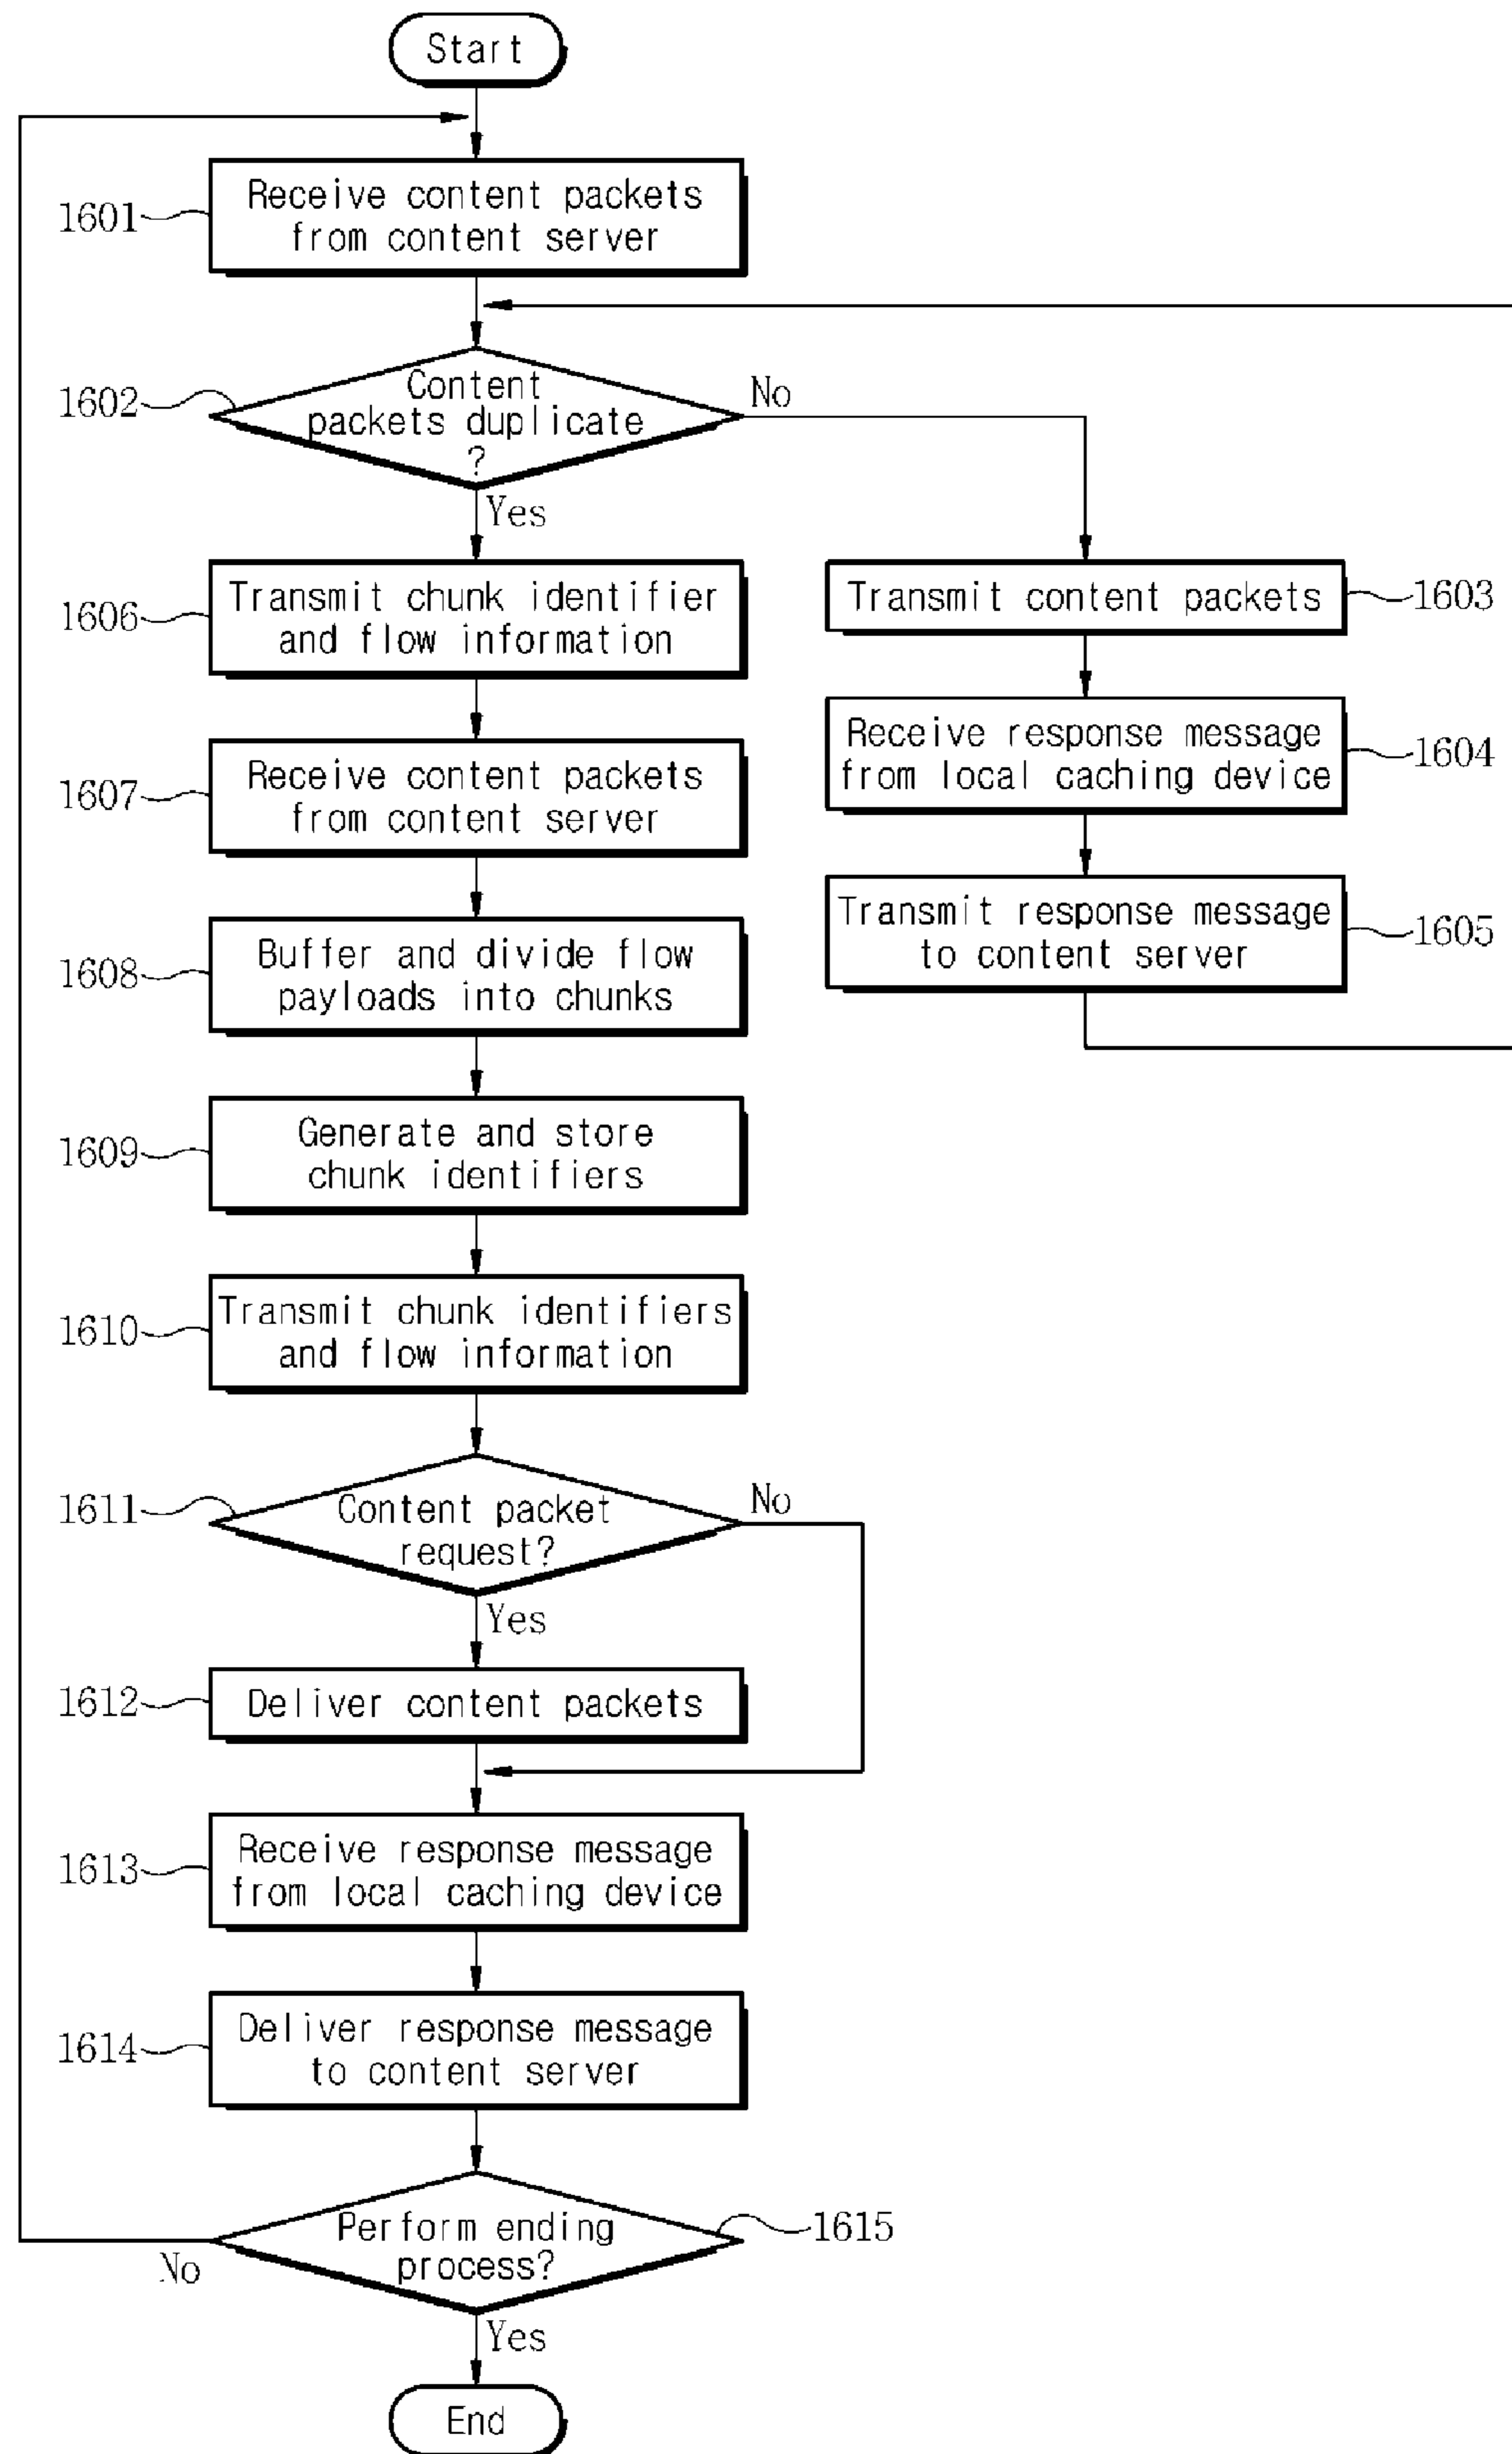 Start
1601
Receive content packets
from content server
1602
Content
packets duplicate
?
No
Yes
1606
Transmit chunk identifier
and flow information
Transmit content packets
1603
1607
Receive content packets
from content server
Receive response message
from local caching device
1604
1608
Buffer and divide flow
payloads into chunks
Transmit response message
to content server
1605
1609
Generate and store
chunk identifiers
1610
Transmit chunk identifiers
and flow information
1611
Content packet
request?
No
Yes
1612
Deliver content packets
1613
Receive response message
from local caching device
1614
Deliver response message
to content server
Perform ending
process?
1615
No
Yes
End